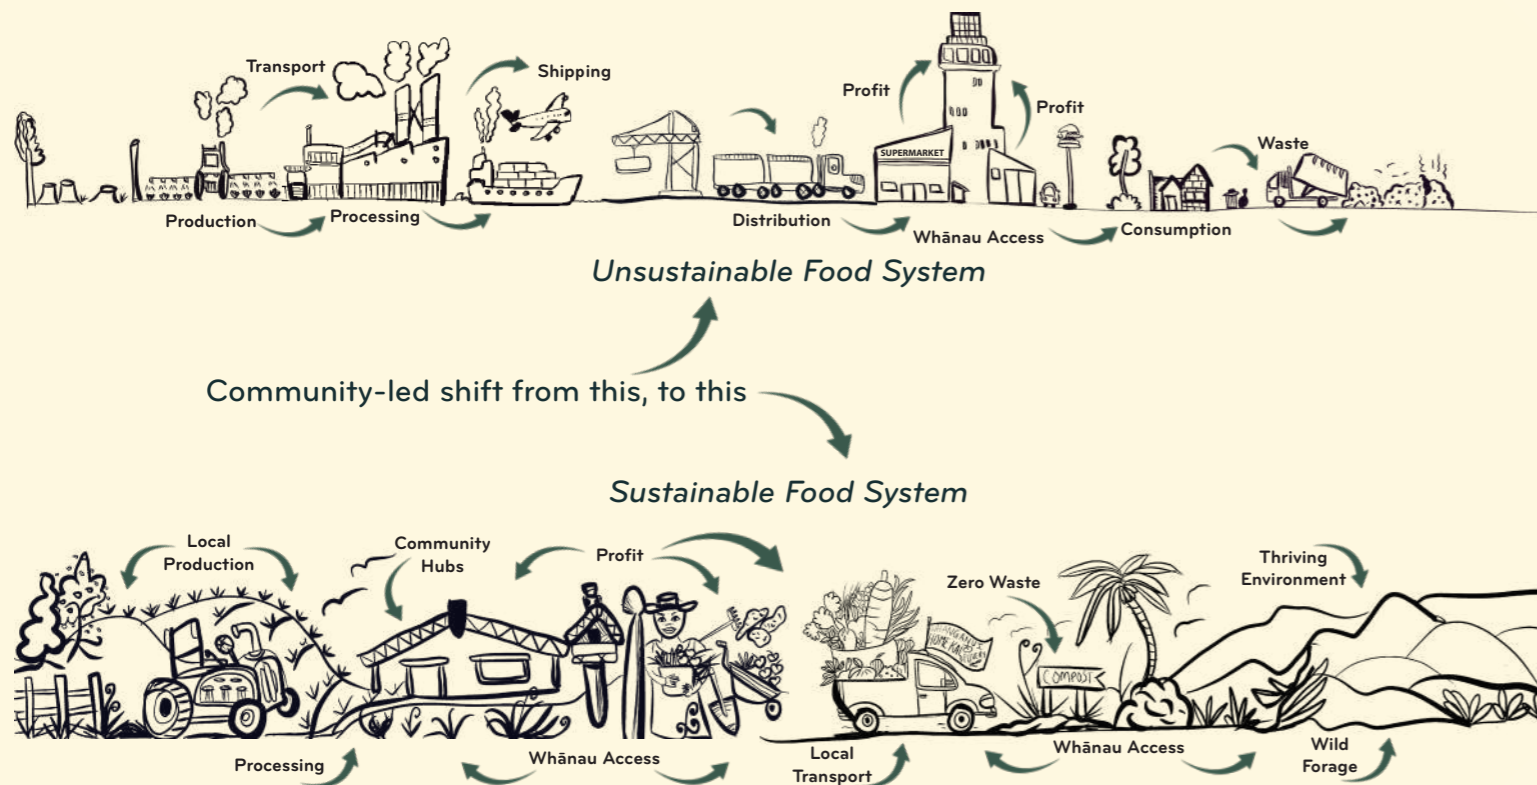 Transport
Shipping
Profit
Profit
SUPERMARKET
Waste
Production
Processing
Distribution
Whānau Access
Consumption
Unsustainable Food System
Community-led shift from this, to this
Sustainable Food System
Local
Production
Community
Hubs
Profit
Zero Waste
Thriving
Environment
COMPOST
Processing
Whānau Access
Local
Transport
Whānau Access
Wild
Forage